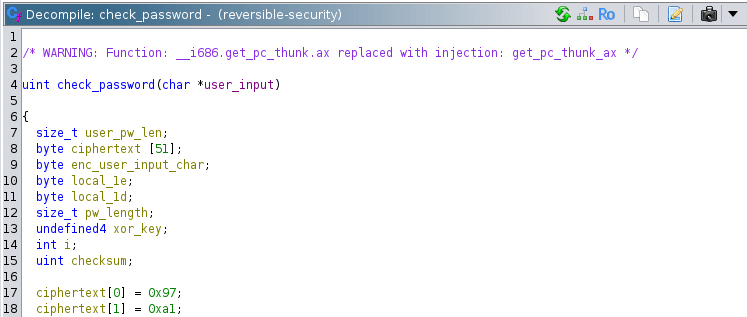 Decompile: check_password - (reversible-security)
Ro
1
2 /* WARNING: Function: __i686.get_pc_thunk.ax replaced with injection: get_pc_thunk_ax */
3
4 uint check_password(char *user_input)
5
6 {
7 size_t user_pw_len;
8 byte ciphertext [51];
9 byte enc_user_input_char;
10 byte local_1e;
11 byte local_1d;
12 size_t pw_length;
13 undefined4 xor_key;
14 int i;
15 uint checksum;
16
17 ciphertext[0] = 0x97;
18 ciphertext[1] = 0xa1;